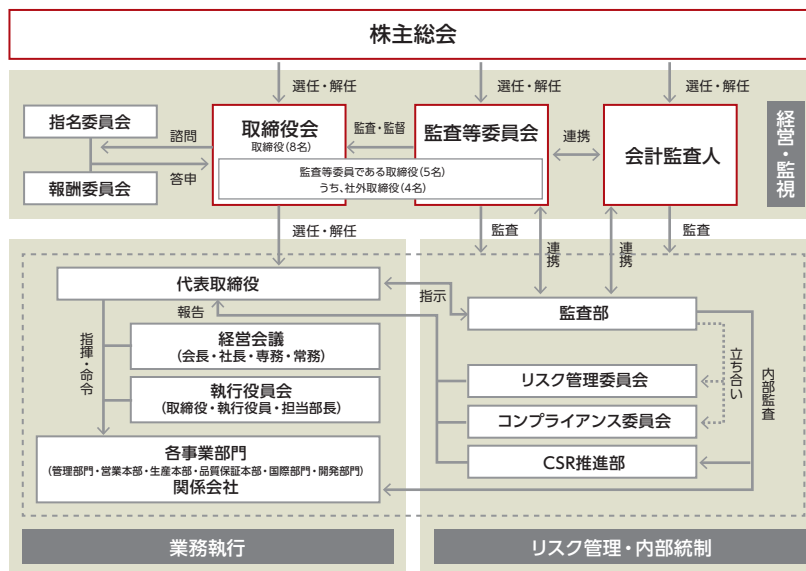 株主総会
選任・解任
選任・解任
選任・解任
指名委員会
報酬委員会
諮問
答申
取締役会
取締役(8名)
監査・監督
監査等委員会
連携
会計監査人
監査等委員である取締役(5名)
うち、社外取締役(4名)
経営・監視
選任・解任
監査
連携
連携
監査
代表取締役
報告
指示
監査部
指揮・命令
経営会議
(会長・社長・専務・常務)
執行役員会
(取締役・執行役員・担当部長)
各事業部門
(管理部門・営業本部・生産本部・品質保証本部・国際部門・開発部門)
関係会社
リスク管理委員会
コンプライアンス委員会
CSR推進部
立ち合い
内部監査
業務執行
リスク管理・内部統制